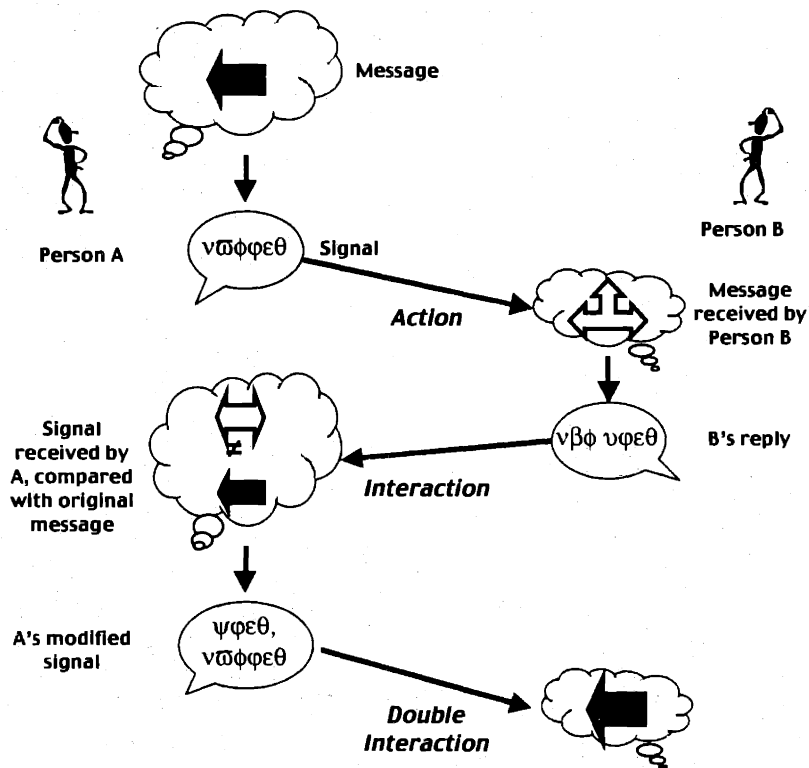 Message
Person A
Person B
νϖϕφεθ
Signal
Action
Message
received by
Person B
Signal
received by
A, compared
with original
message
≠
νβϕ υφεθ
B's reply
Interaction
A's modified
signal
ψφεθ,
νϖϕφεθ
Double
Interaction